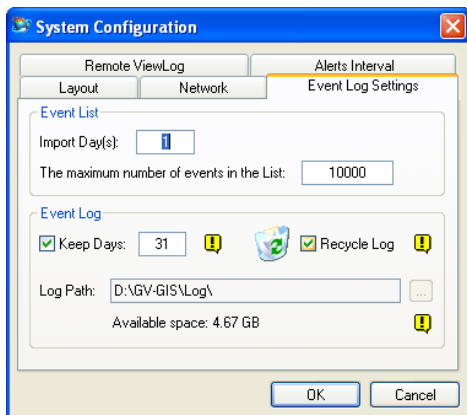 System Configuration
Remote ViewLog Alerts Interval
Layout Network Event Log Settings
Event List
Import Day(s): 1
The maximum number of events in the List: 10000
Event Log
Keep Days: 31 Recycle Log
Log Path: D:\GV-GIS\Log\ ...
Available space: 4.67 GB
OK Cancel